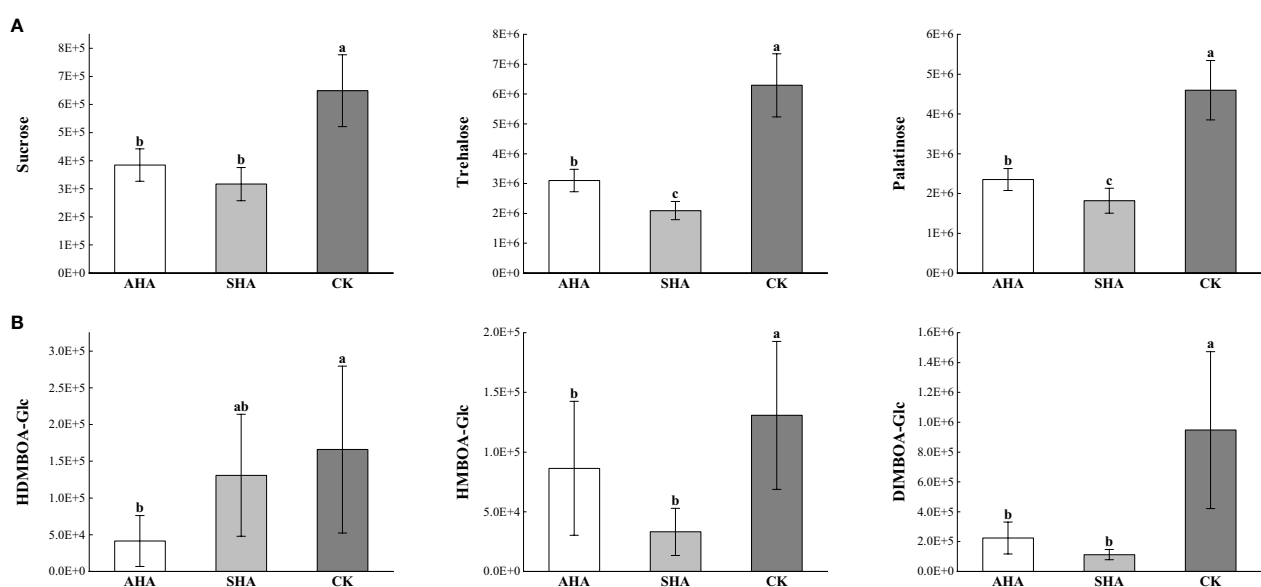 A
Sucrose
8E+5
7E+5
6E+5
5E+5
4E+5
3E+5
2E+5
1E+5
0E+0
b
b
a
AHA SHA CK
Trehalose
8E+6
7E+6
6E+6
5E+6
4E+6
3E+6
2E+6
1E+6
0E+0
b
c
a
AHA SHA CK
Palatinose
6E+6
5E+6
4E+6
3E+6
2E+6
1E+6
0E+0
b
c
a
AHA SHA CK
B
HDMBOA-Glc
3.0E+5
2.5E+5
2.0E+5
1.5E+5
1.0E+5
5.0E+4
0.0E+0
b
ab
a
AHA SHA CK
HMBOA-Glc
2.0E+5
1.5E+5
1.0E+5
5.0E+4
0.0E+0
b
b
a
AHA SHA CK
DIMBOA-Glc
1.6E+6
1.4E+6
1.2E+6
1.0E+6
8.0E+5
6.0E+5
4.0E+5
2.0E+5
0.0E+0
b
b
a
AHA SHA CK